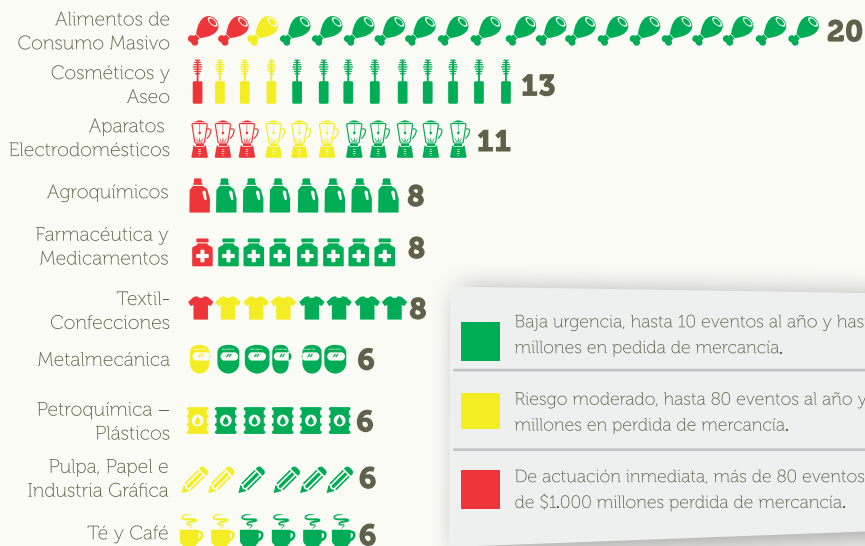 Alimentos de
Consumo Masivo
20
Cosméticos y
Aseo
13
Aparatos
Electrodomésticos
11
Agroquímicos
8
Farmacéutica y
Medicamentos
8
Textil-
Confecciones
8
Metalmecánica
6
Petroquímica –
Plásticos
6
Pulpa, Papel e
Industria Gráfica
6
Té y Café
6
Baja urgencia, hasta 10 eventos al año y has
millones en pedida de mercancía.
Riesgo moderado, hasta 80 eventos al año y
millones en perdida de mercancía.
De actuación inmediata, más de 80 eventos
de $1.000 millones perdida de mercancía.